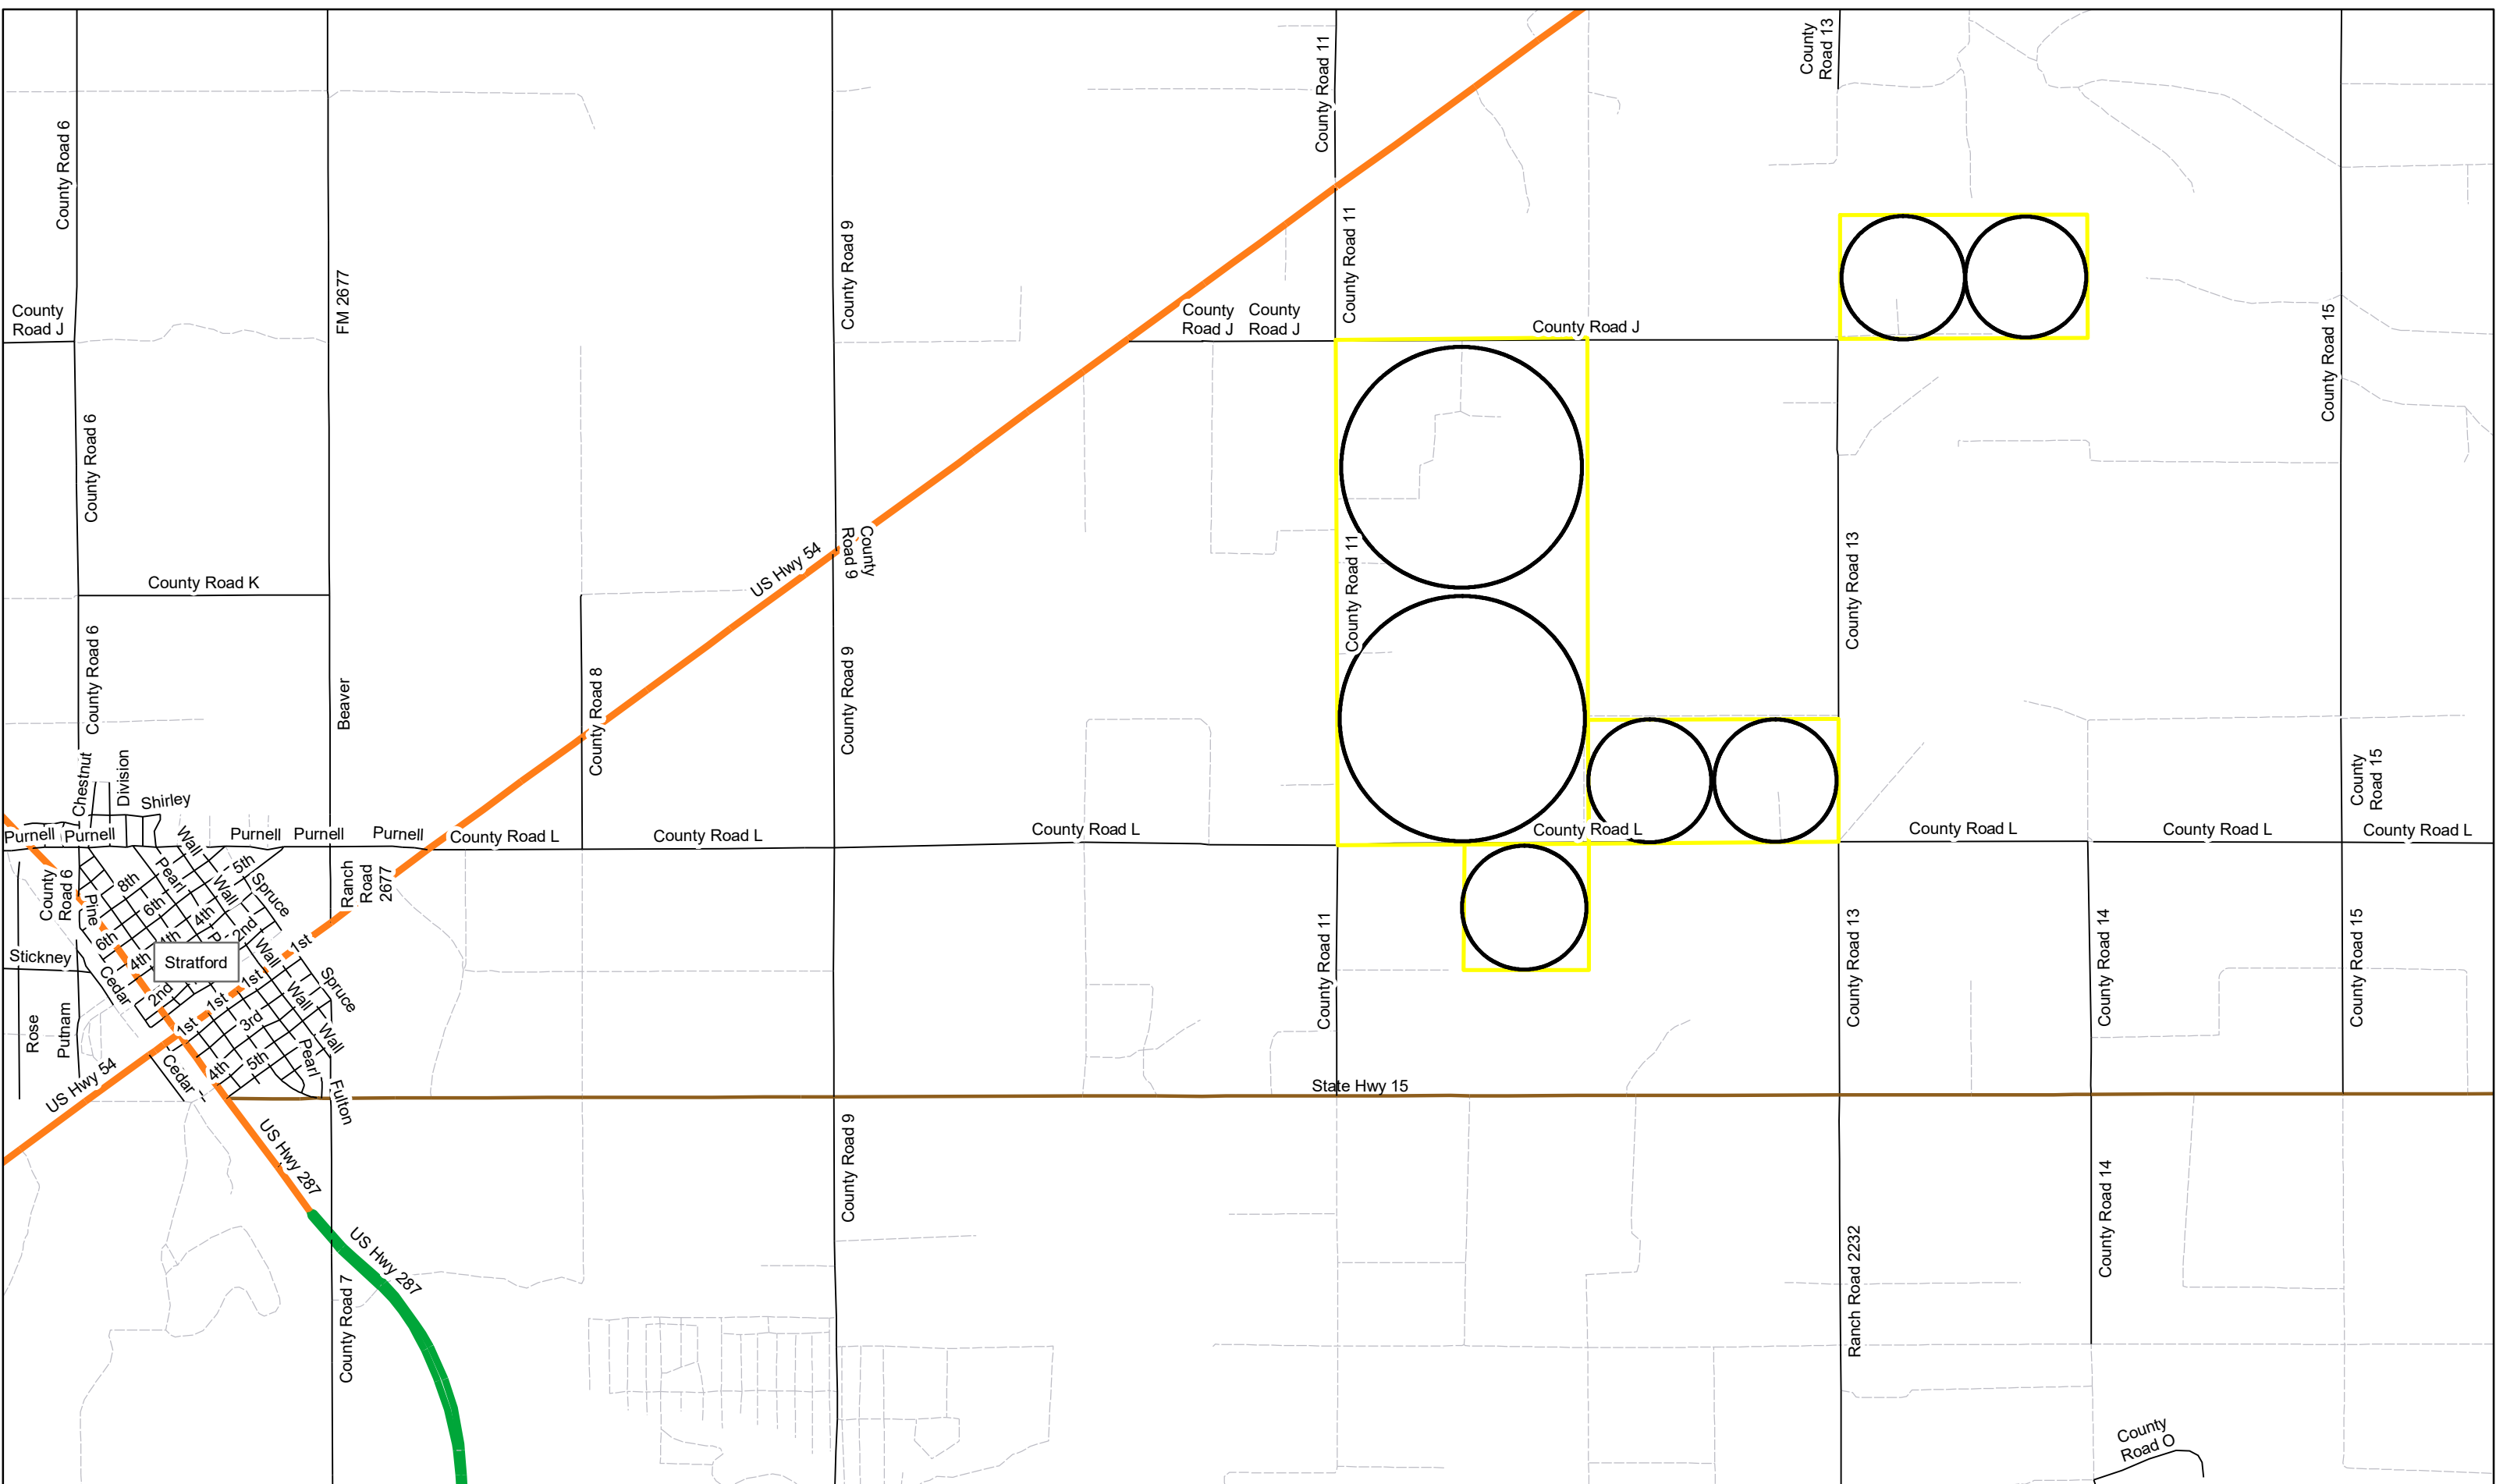 County
Road 13
County Road 11
County Road 6
County Road 9
County Road 11
FM 2677
County
Road J
County
Road J
County
Road J
County Road J
County Road 15
County Road 6
County
Road 9
US Hwy 54
County Road 11
County Road 13
County Road K
County Road 6
Beaver
County Road 8
County Road 9
County
Road 15
Chestnut
Division
Shirley
Purnell
Purnell
Purnell
Purnell
Purnell
County Road L
County Road L
County Road L
County Road L
County Road L
County Road L
County Road L
Wall
Pearl
5th
8th
Spruce
Wall
Ranch
Road
2677
County
Road 6
Pine
6th
4th
2nd
6th
4th
P
Wall
1st
Stickney
4th
Stratford
Cedar
2nd
1st
1st
Wall
Spruce
County Road 11
County Road 13
County Road 14
County Road 15
Rose
Putnam
1st
3rd
Wall
Pearl
5th
4th
Cedar
US Hwy 54
Fulton
State Hwy 15
US Hwy 287
County Road 9
County Road 14
US Hwy 287
County Road 7
Ranch Road 2232
County
Road O